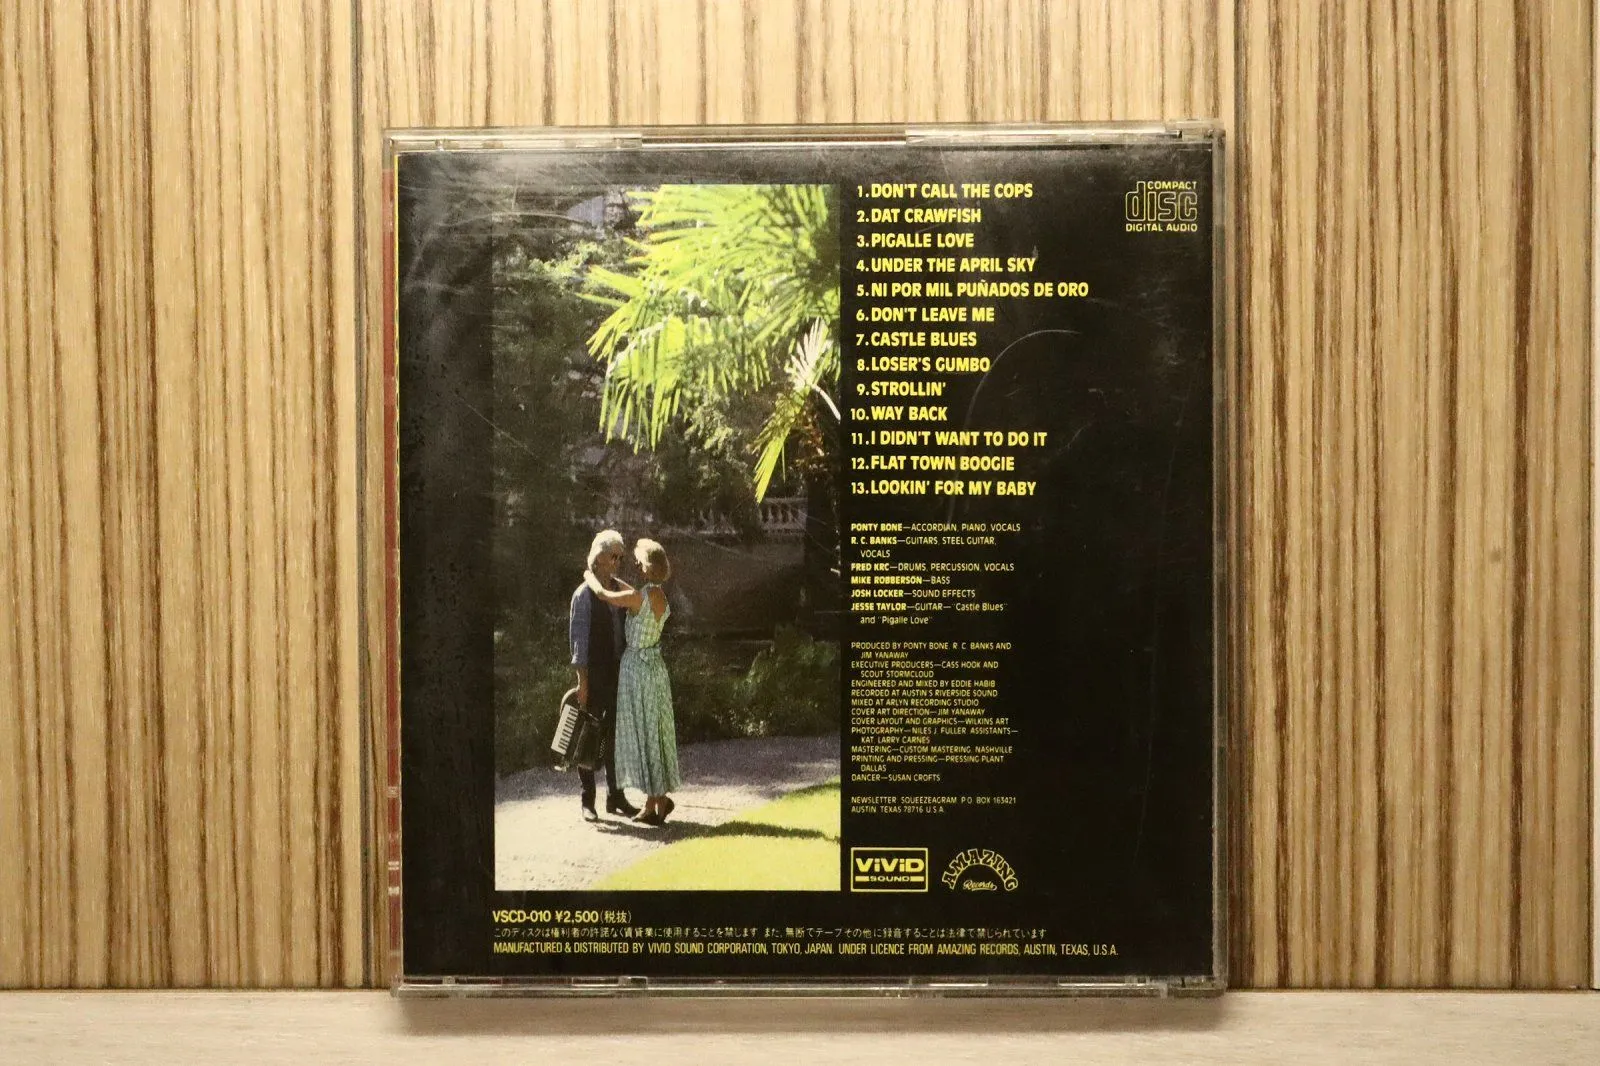 1. DON'T CALL THE COPS
2. DAT CRAWFISH
3. PIGALLE LOVE
4. UNDER THE APRIL SKY
5. NI POR MIL PUÑADOS DE ORO
6. DON'T LEAVE ME
7. CASTLE BLUES
8. LOSER'S GUMBO
9. STROLLIN'
10. WAY BACK
11. I DIDN'T WANT TO DO IT
12. FLAT TOWN BOOGIE
13. LOOKIN' FOR MY BABY
COMPACT
disc
DIGITAL AUDIO
PONTY BONE—ACCORDIAN, PIANO, VOCALS
R. C. BANKS—GUITARS, STEEL GUITAR,
VOCALS
FRED KRC—DRUMS, PERCUSSION, VOCALS
MIKE ROBBERSON—BASS
JOSH LOCKER—SOUND EFFECTS
JESSE TAYLOR—GUITAR—"Castle Blues"
and "Pigalle Love"
PRODUCED BY PONTY BONE, R. C. BANKS AND
JIM YANAWAY
EXECUTIVE PRODUCERS—CASS HOOK AND
SCOUT STORMCLOUD
ENGINEERED AND MIXED BY EDDIE HABIB
RECORDED AT AUSTIN'S RIVERSIDE SOUND
MIXED AT ARLYN RECORDING STUDIO
COVER ART DIRECTION—JIM YANAWAY
COVER LAYOUT AND GRAPHICS—WILKINS ART
PHOTOGRAPHY—NILES J. FULLER, ASSISTANTS—
KAT, LARRY CARNES
MASTERING—CUSTOM MASTERING, NASHVILLE
PRINTING AND PRESSING—PRESSING PLANT,
DALLAS
DANCER—SUSAN CROFTS
NEWSLETTER: SQUEEZEAGRAM P.O. BOX 163421
AUSTIN, TEXAS 78716 U.S.A.
ViViD
SOUND
AMAZING
Records
VSCD-010 ¥2,500(税抜)
このディスクは権利者の許諾なく賃貸業に使用することを禁じます。また、無断でテープその他に録音することは法律で禁じられています
MANUFACTURED & DISTRIBUTED BY VIVID SOUND CORPORATION, TOKYO, JAPAN. UNDER LICENCE FROM AMAZING RECORDS, AUSTIN, TEXAS, U.S.A.